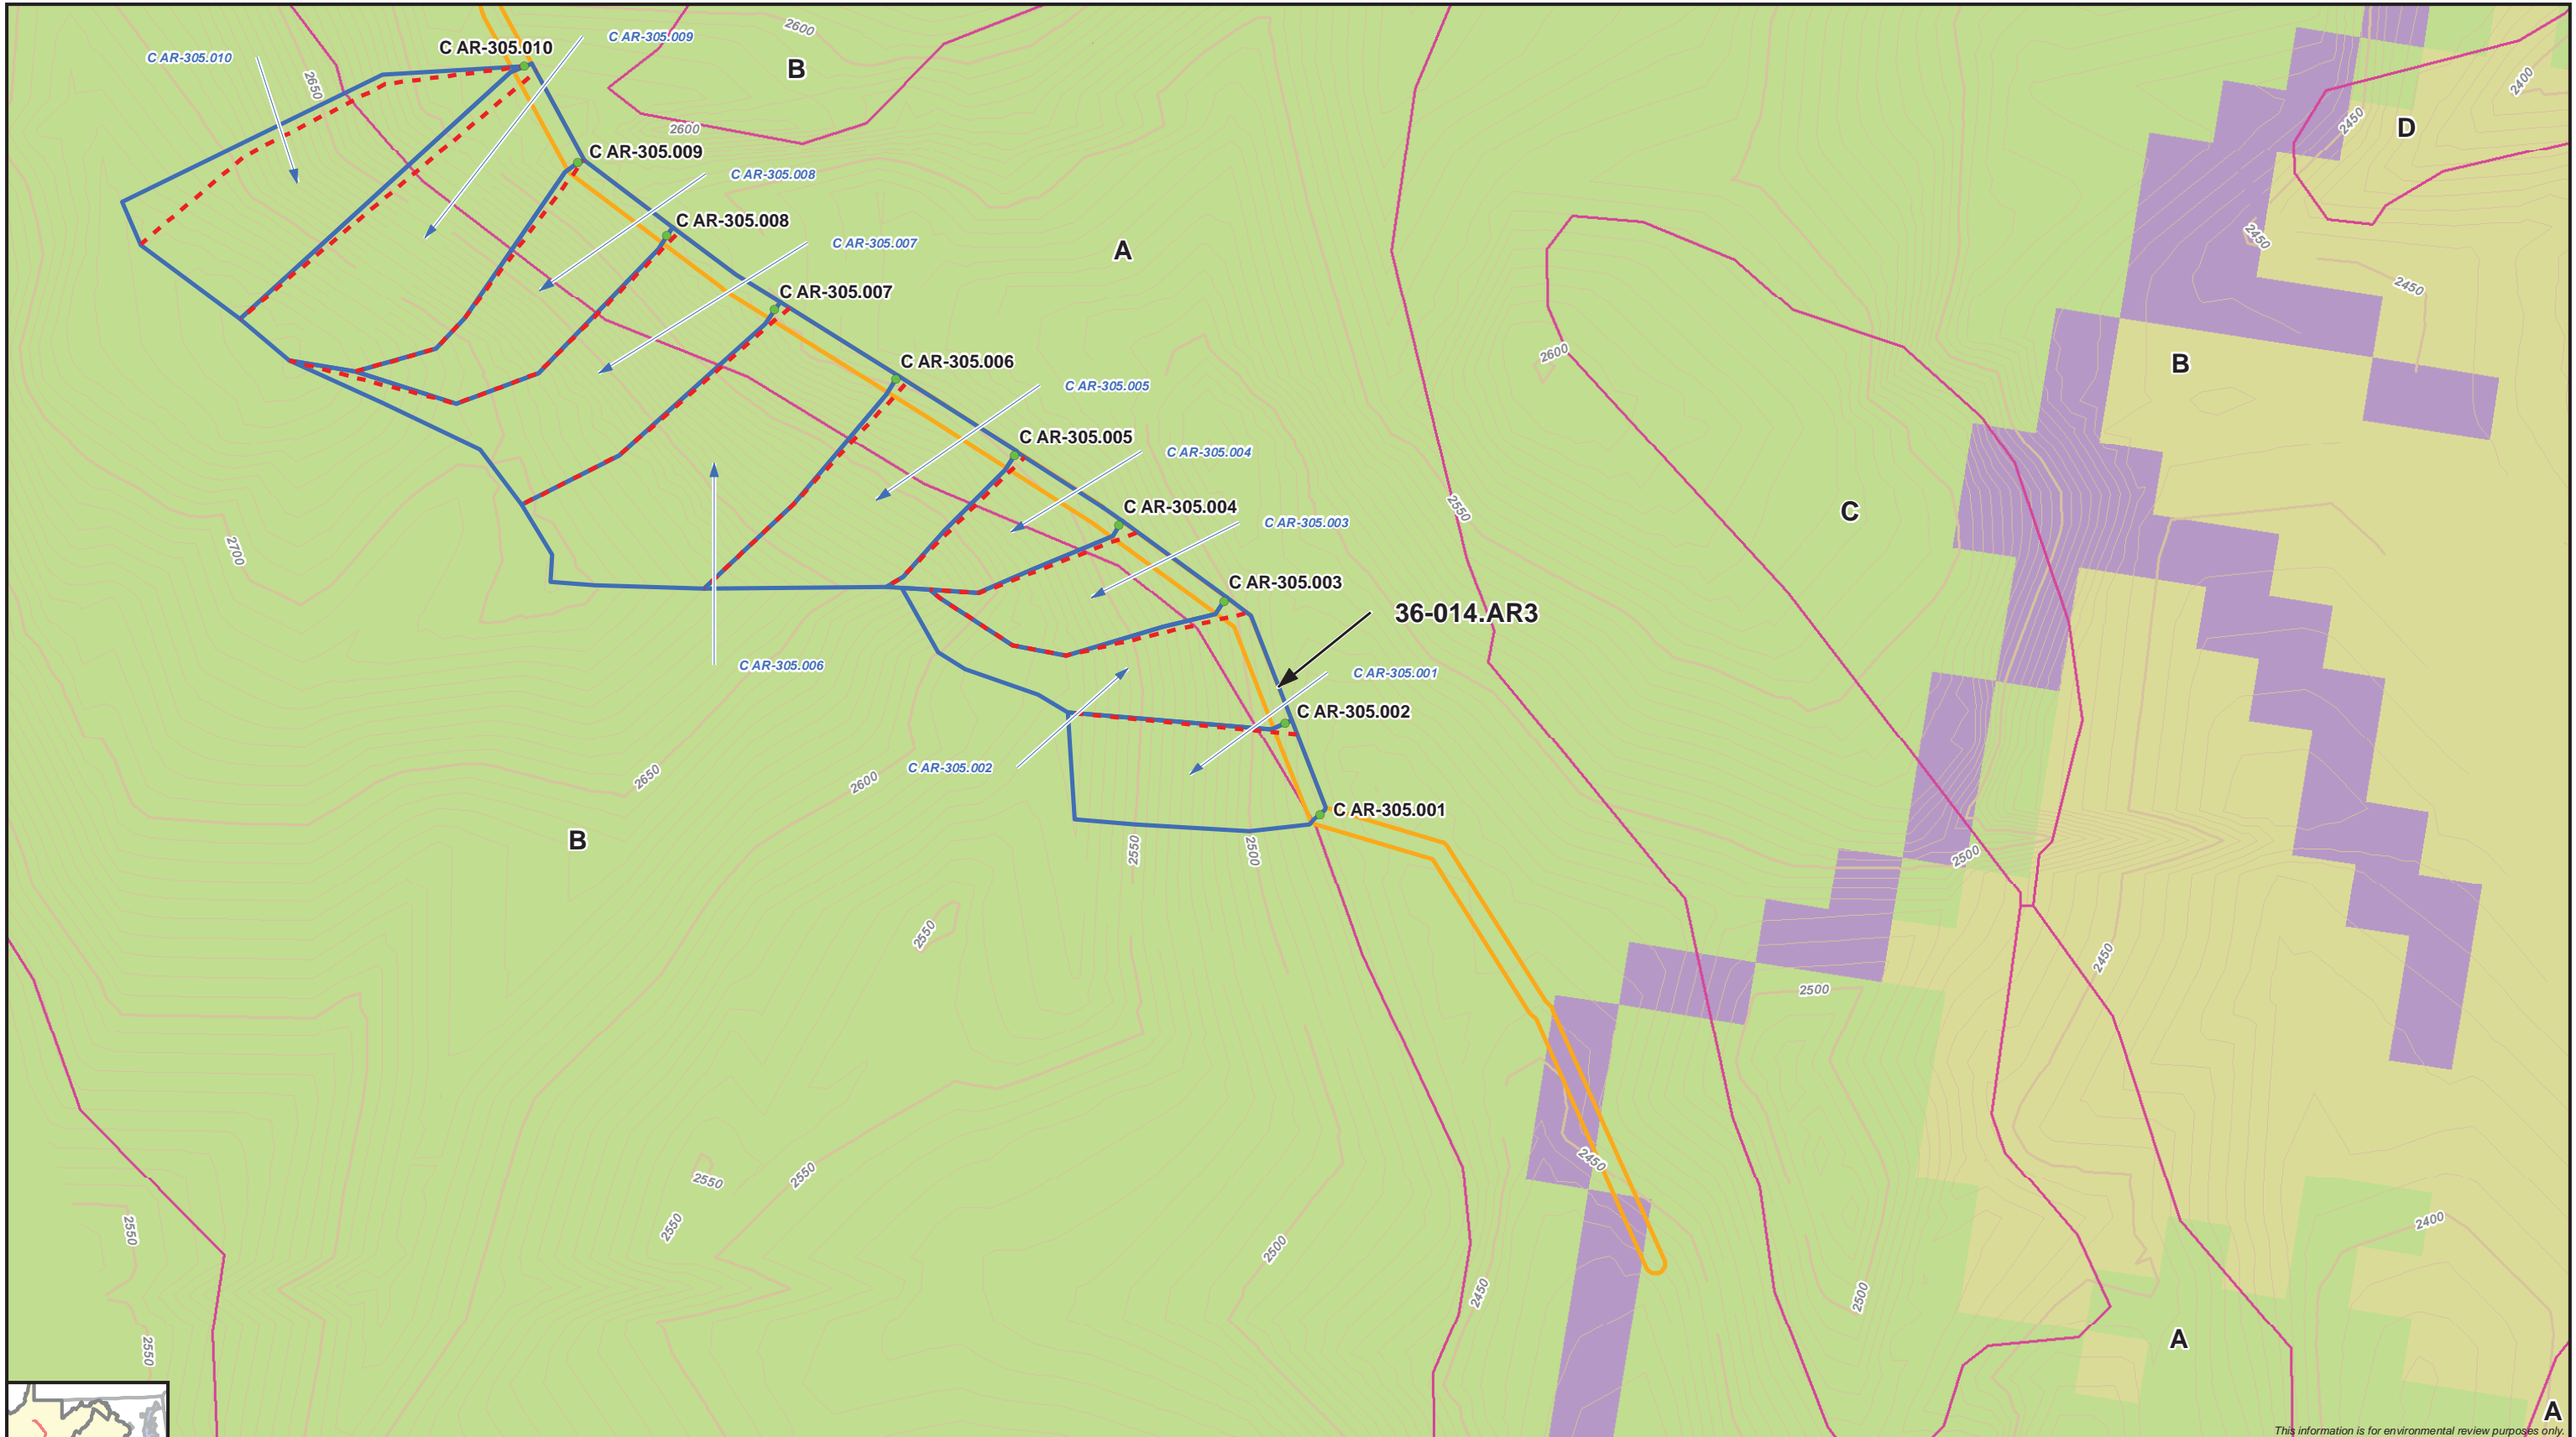 2600
C AR-305.009
C AR-305.010
C AR-305.010
B
2400
2650
2450
D
2600
C AR-305.009
C AR-305.008
C AR-305.008
2450
C AR-305.007
A
2450
C AR-305.007
2600
C AR-305.006
B
C AR-305.005
C AR-305.005
C AR-305.004
C AR-305.004
2550
C
C AR-305.003
2700
C AR-305.003
36-014.AR3
C AR-305.006
C AR-305.001
C AR-305.002
C AR-305.002
2650
2600
C AR-305.001
B
2550
2500
2500
2550
2450
2500
2450
2550
2550
2400
2550
2550
2500
2450
2500
A
2550
A
This information is for environmental review purposes only.